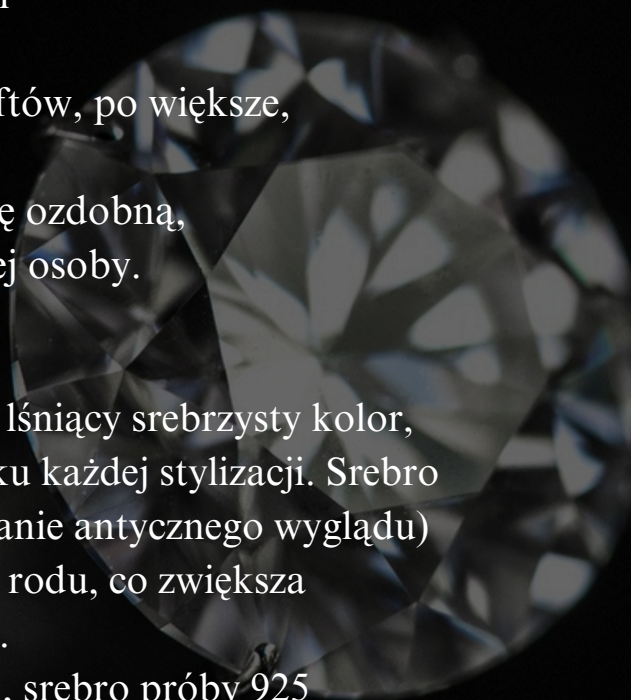 ftów, po większe,
ę ozdobną,
ej osoby.
lśniący srebrzysty kolor,
ku każdej stylizacji. Srebro
anie antycznego wyglądu)
rodu, co zwiększa
.
, srebro próby 925